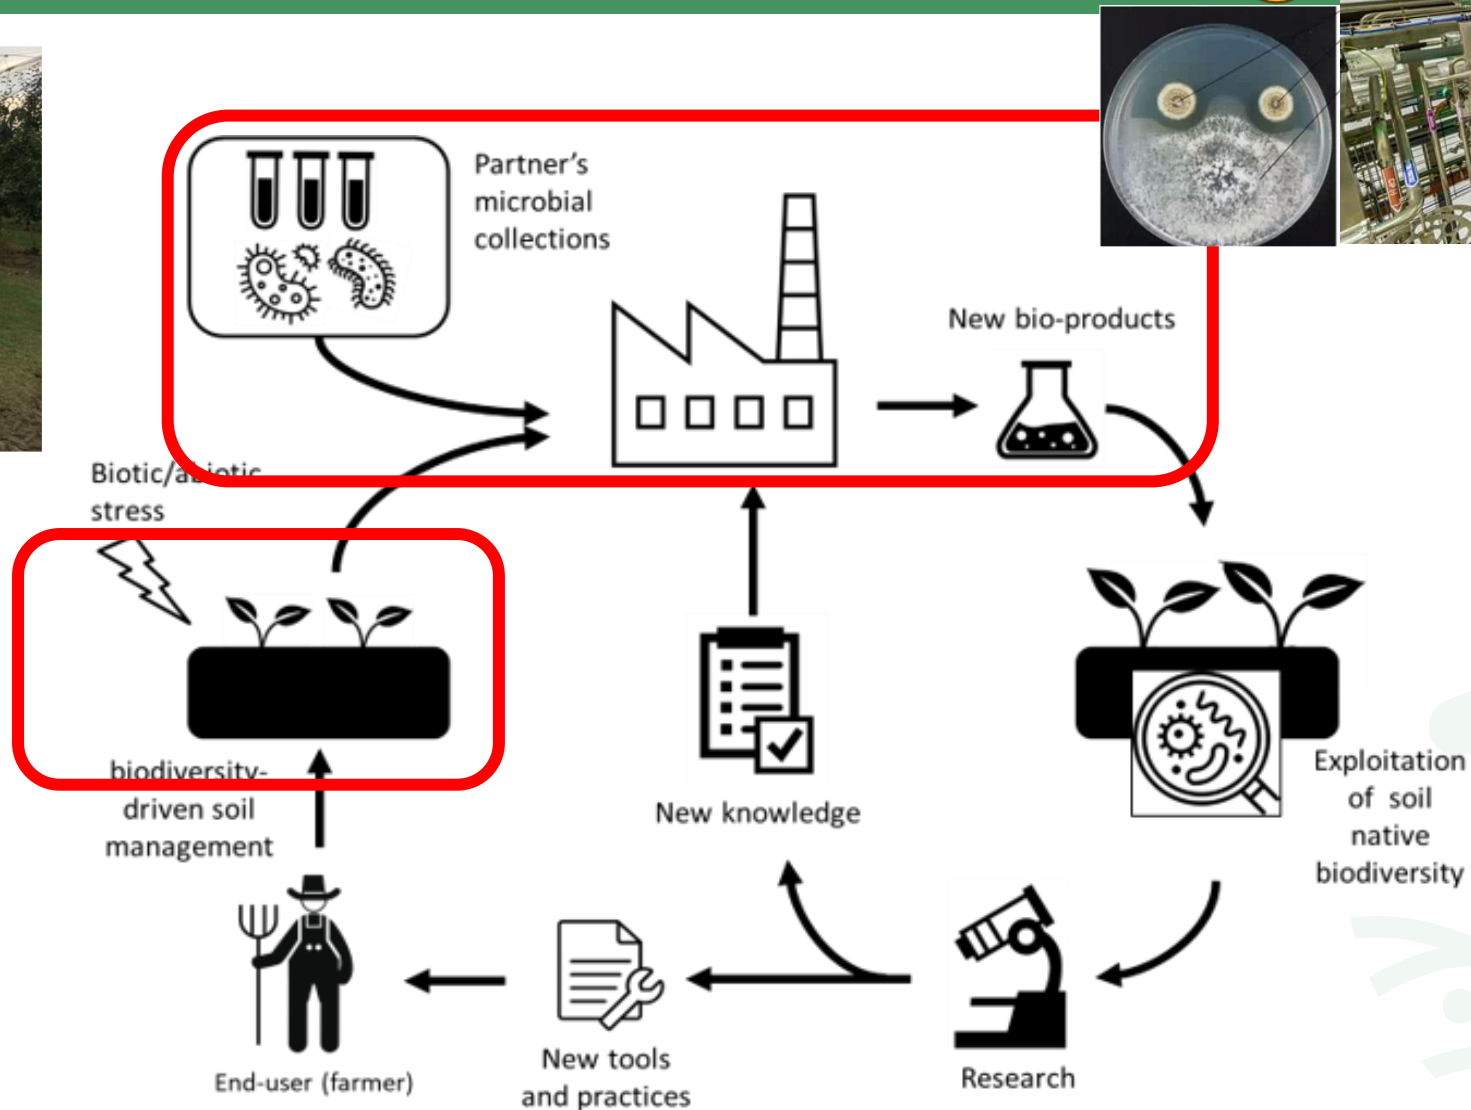 Partner's
microbial
collections
New bio-products
Biotic/abiotic
stress
biodiversity-
driven soil
management
New knowledge
Exploitation
of soil
native
biodiversity
End-user (farmer)
New tools
and practices
Research